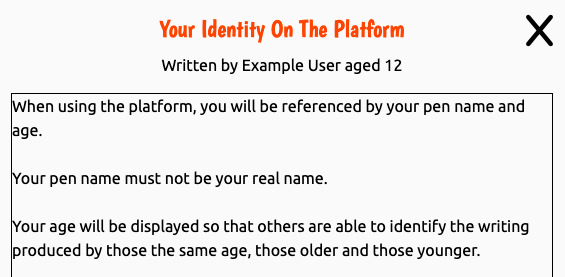 Your Identity On The Platform
Written by Example User aged 12
When using the platform, you will be referenced by your pen name and
age.
Your pen name must not be your real name.
Your age will be displayed so that others are able to identify the writing
produced by those the same age, those older and those younger.